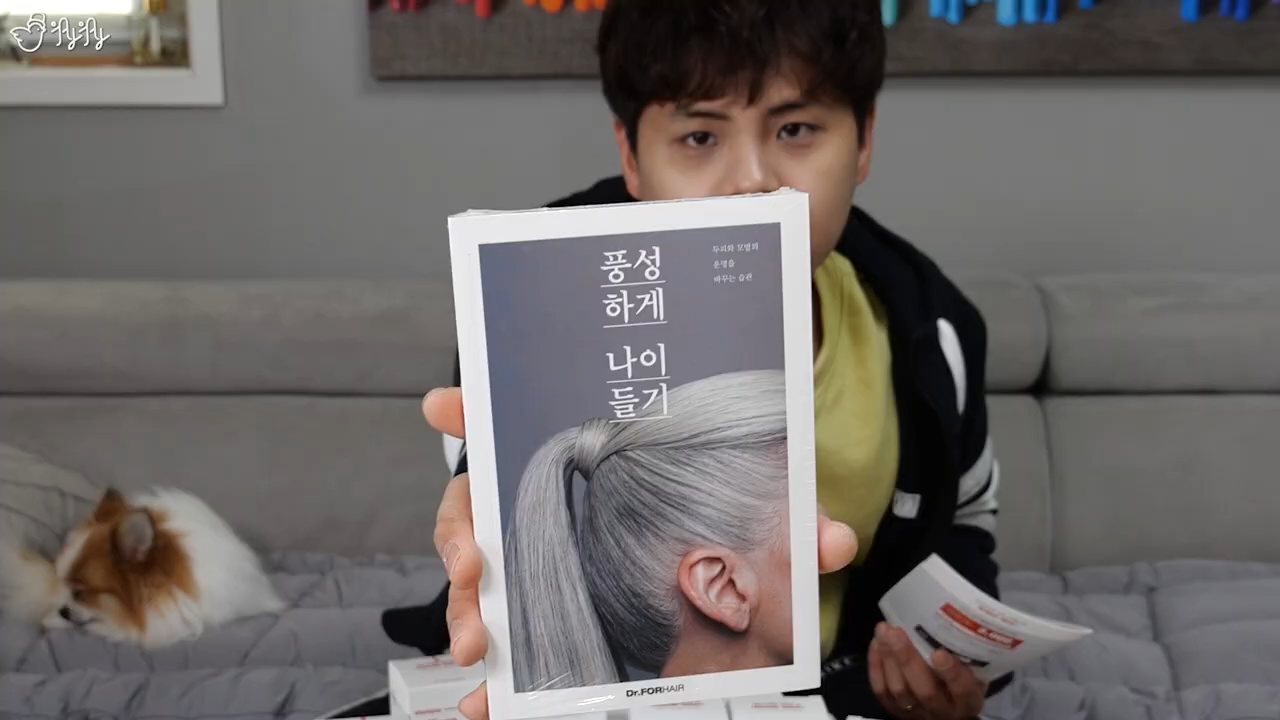 풍성
하게
나이
들기
두피와 모발의
운명을
바꾸는 습관
Dr.FORHAIR